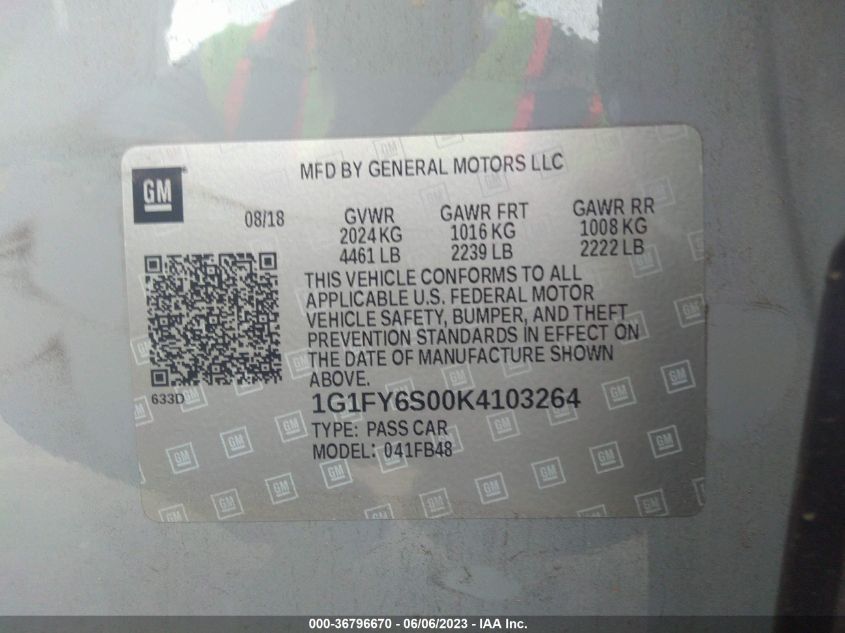 MFD BY GENERAL MOTORS LLC
GM
08/18
GVWR GAWR FRT GAWR RR
2024 KG 1016 KG 1008 KG
4461 LB 2239 LB 2222 LB
THIS VEHICLE CONFORMS TO ALL
APPLICABLE U.S. FEDERAL MOTOR
VEHICLE SAFETY, BUMPER, AND THEFT
PREVENTION STANDARDS IN EFFECT ON
THE DATE OF MANUFACTURE SHOWN
ABOVE.
633D
1G1FY6S00K4103264
TYPE: PASS CAR
MODEL: 041FB48
000-36796670 - 06/06/2023 - IAAI.com